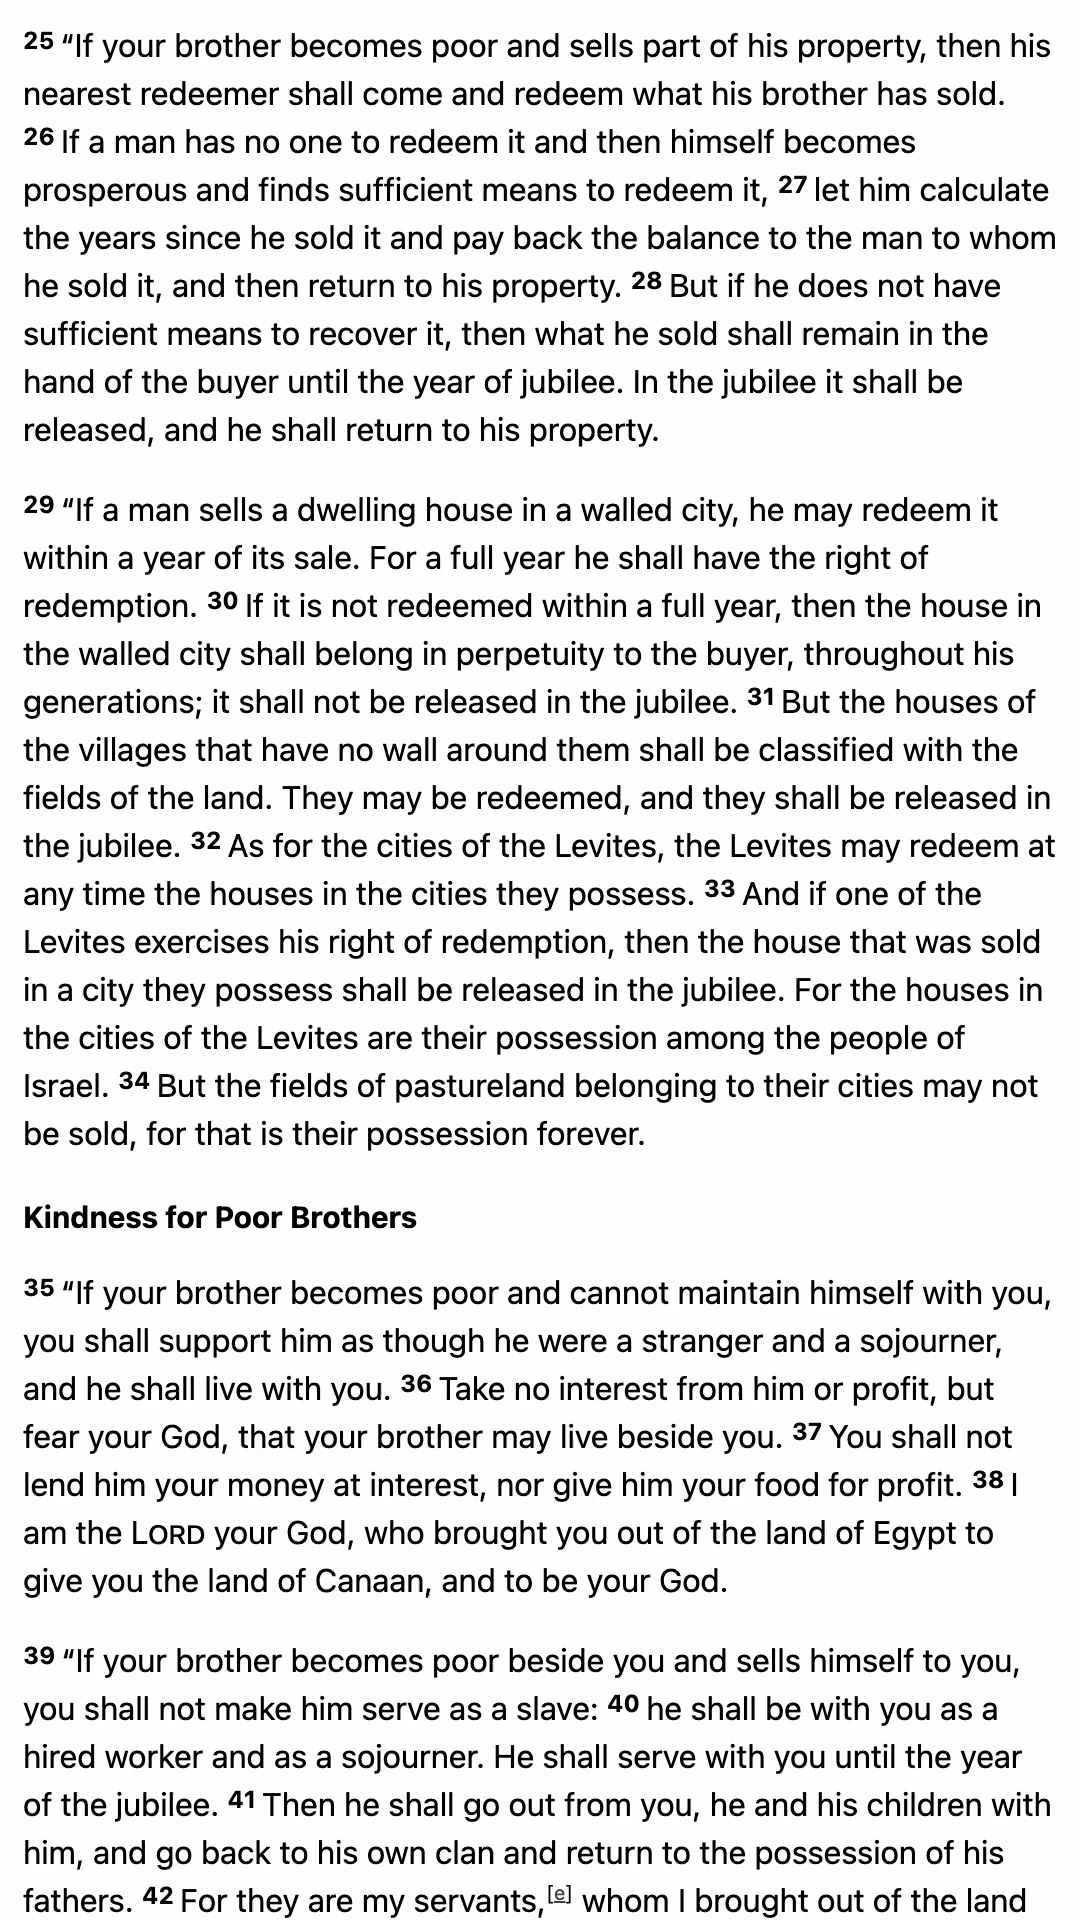 25 “If your brother becomes poor and sells part of his property, then his
nearest redeemer shall come and redeem what his brother has sold.
26 If a man has no one to redeem it and then himself becomes
prosperous and finds sufficient means to redeem it, 27 let him calculate
the years since he sold it and pay back the balance to the man to whom
he sold it, and then return to his property. 28 But if he does not have
sufficient means to recover it, then what he sold shall remain in the
hand of the buyer until the year of jubilee. In the jubilee it shall be
released, and he shall return to his property.
29 “If a man sells a dwelling house in a walled city, he may redeem it
within a year of its sale. For a full year he shall have the right of
redemption. 30 If it is not redeemed within a full year, then the house in
the walled city shall belong in perpetuity to the buyer, throughout his
generations; it shall not be released in the jubilee. 31 But the houses of
the villages that have no wall around them shall be classified with the
fields of the land. They may be redeemed, and they shall be released in
the jubilee. 32 As for the cities of the Levites, the Levites may redeem at
any time the houses in the cities they possess. 33 And if one of the
Levites exercises his right of redemption, then the house that was sold
in a city they possess shall be released in the jubilee. For the houses in
the cities of the Levites are their possession among the people of
Israel. 34 But the fields of pastureland belonging to their cities may not
be sold, for that is their possession forever.
Kindness for Poor Brothers
35 “If your brother becomes poor and cannot maintain himself with you,
you shall support him as though he were a stranger and a sojourner,
and he shall live with you. 36 Take no interest from him or profit, but
fear your God, that your brother may live beside you. 37 You shall not
lend him your money at interest, nor give him your food for profit. 38 I
am the LORD your God, who brought you out of the land of Egypt to
give you the land of Canaan, and to be your God.
39 “If your brother becomes poor beside you and sells himself to you,
you shall not make him serve as a slave: 40 he shall be with you as a
hired worker and as a sojourner. He shall serve with you until the year
of the jubilee. 41 Then he shall go out from you, he and his children with
him, and go back to his own clan and return to the possession of his
fathers. 42 For they are my servants,[e] whom I brought out of the land